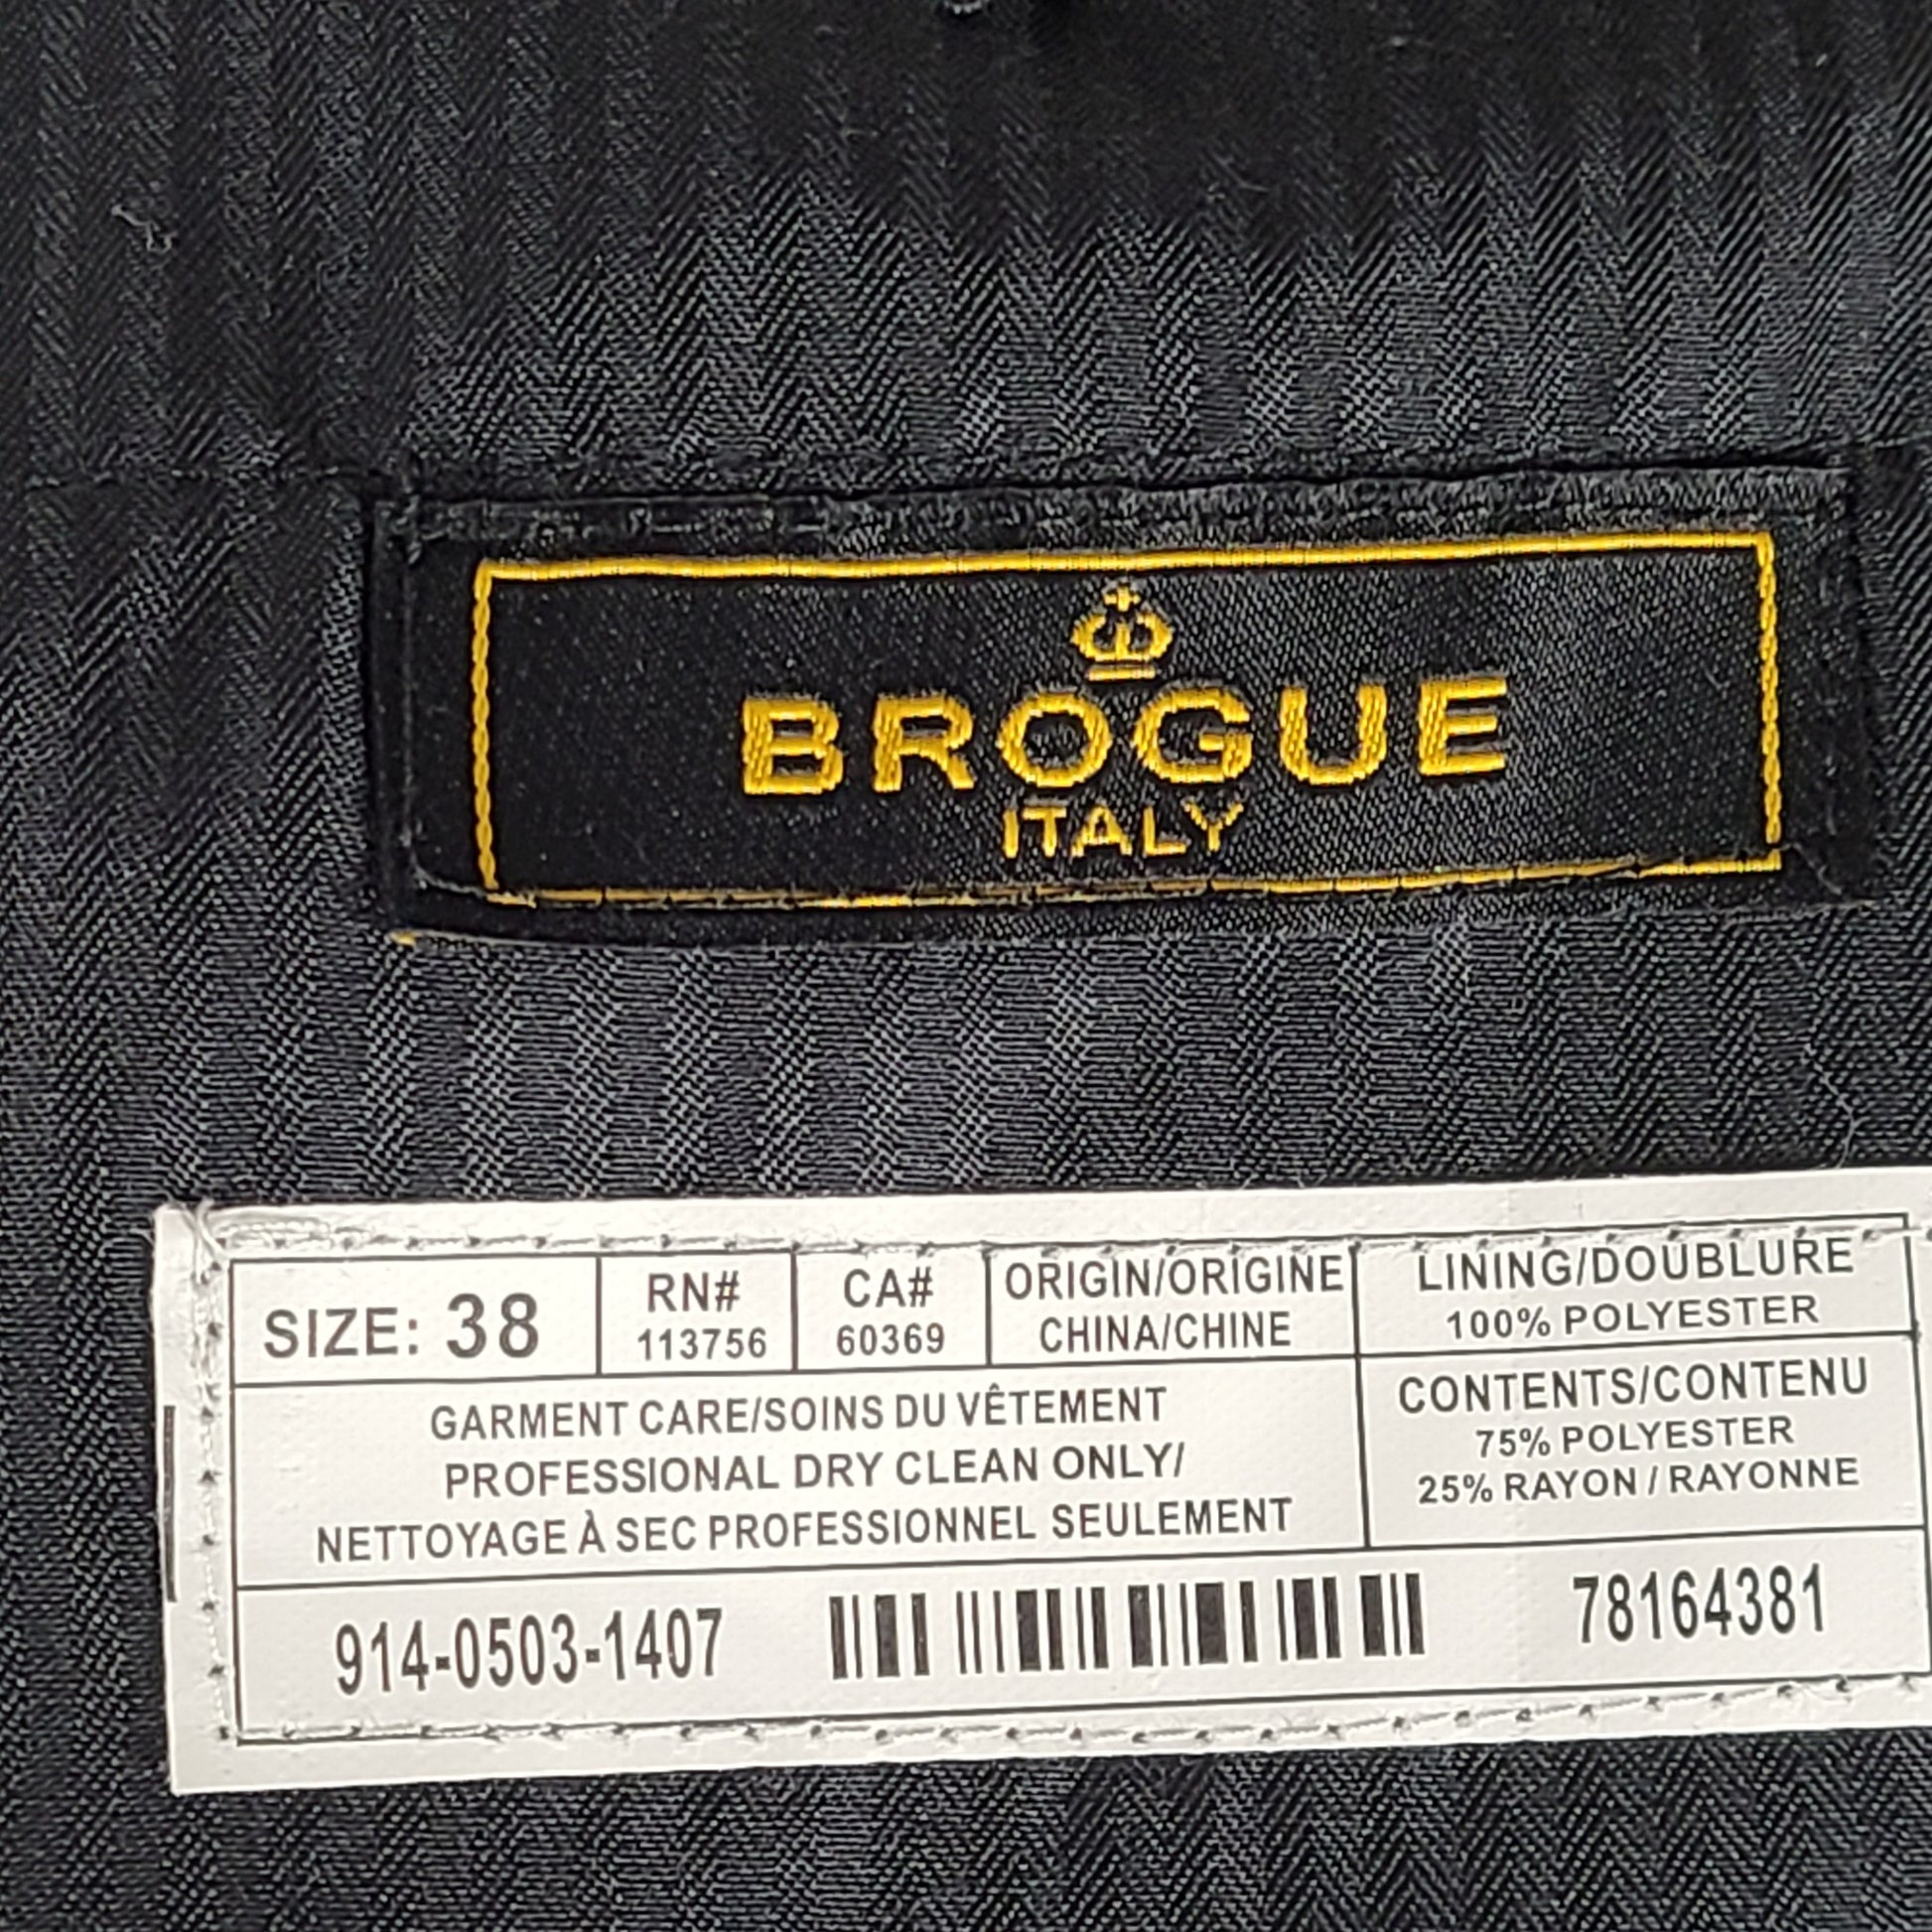 BROGUE
ITALY
SIZE: 38
RN#
113756
CA#
60369
ORIGIN/ORIGINE
CHINA/CHINE
LINING/DOUBLURE
100% POLYESTER
GARMENT CARE/SOINS DU VÊTEMENT
PROFESSIONAL DRY CLEAN ONLY/
NETTOYAGE À SEC PROFESSIONNEL SEULEMENT
CONTENTS/CONTENU
75% POLYESTER
25% RAYON / RAYONNE
914-0503-1407
78164381